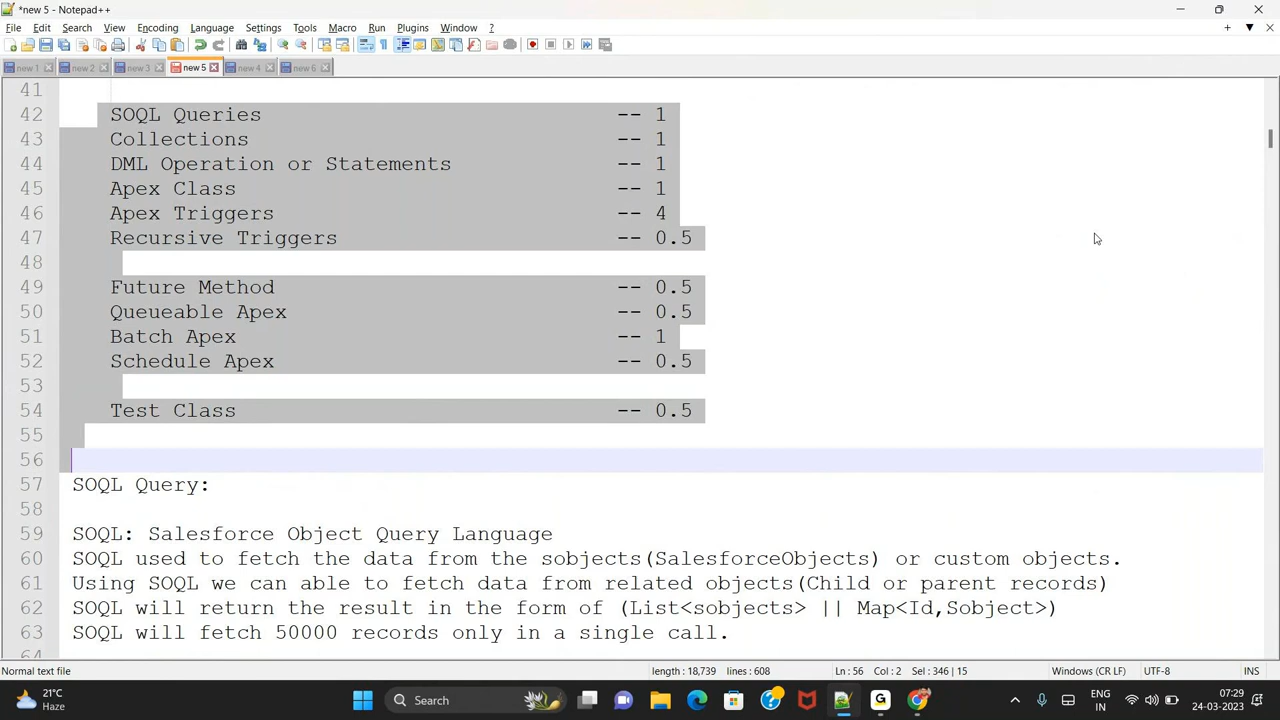 *new 5 - Notepad++
File Edit Search View Encoding Language Settings Tools Macro Run Plugins Window ?
new 1 new 2 new 3 new 5 new 4 new 6
41
42 SOQL Queries -- 1
43 Collections -- 1
44 DML Operation or Statements -- 1
45 Apex Class -- 1
46 Apex Triggers -- 4
47 Recursive Triggers -- 0.5
48
49 Future Method -- 0.5
50 Queueable Apex -- 0.5
51 Batch Apex -- 1
52 Schedule Apex -- 0.5
53
54 Test Class -- 0.5
55
56
57 SOQL Query:
58
59 SOQL: Salesforce Object Query Language
60 SOQL used to fetch the data from the sobjects(SalesforceObjects) or custom objects.
61 Using SOQL we can able to fetch data from related objects(Child or parent records)
62 SOQL will return the result in the form of (List<sobjects> || Map<Id,Sobject>)
63 SOQL will fetch 50000 records only in a single call.
64
Normal text file length : 18,739 lines : 608 Ln : 56 Col : 2 Sel : 346 | 15 Windows (CR LF) UTF-8 INS
21°C
Haze
Search
ENG
IN
07:29
24-03-2023